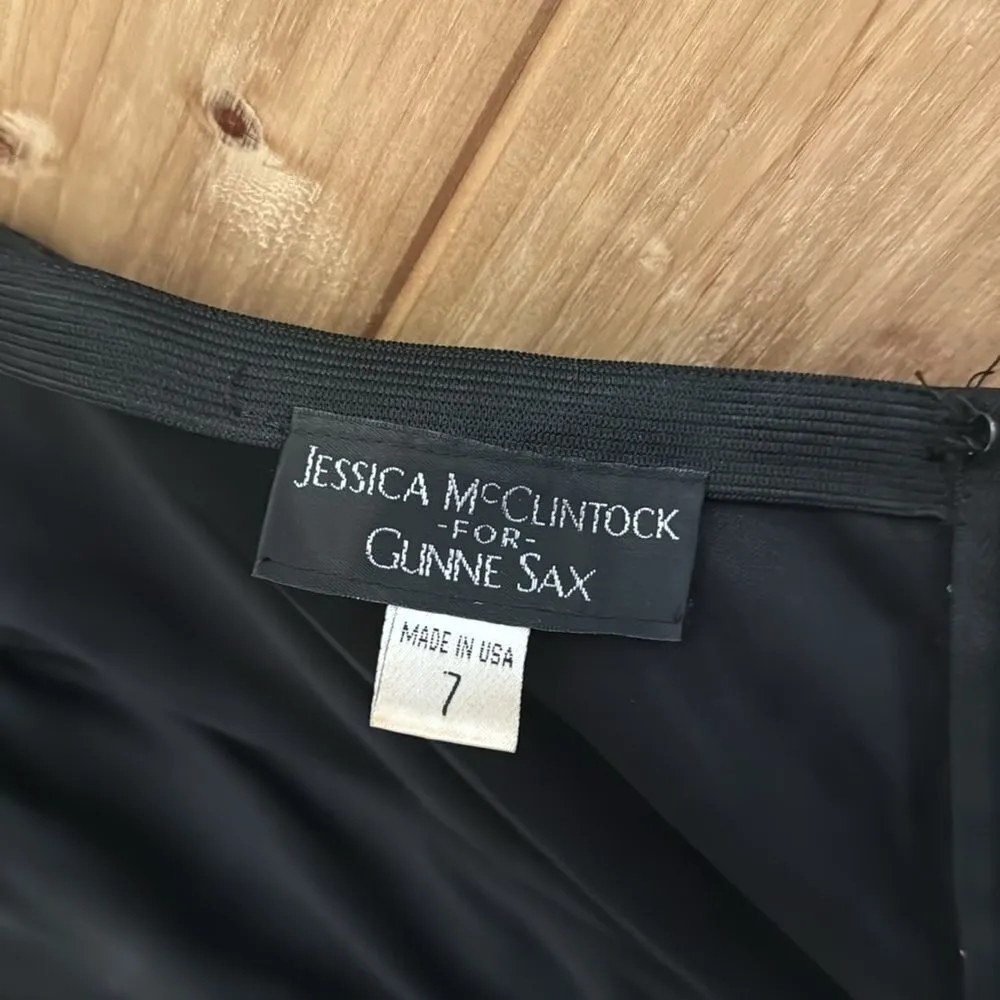 JESSICA McCLINTOCK
-FOR-
GUNNE SAX
MADE IN USA
7